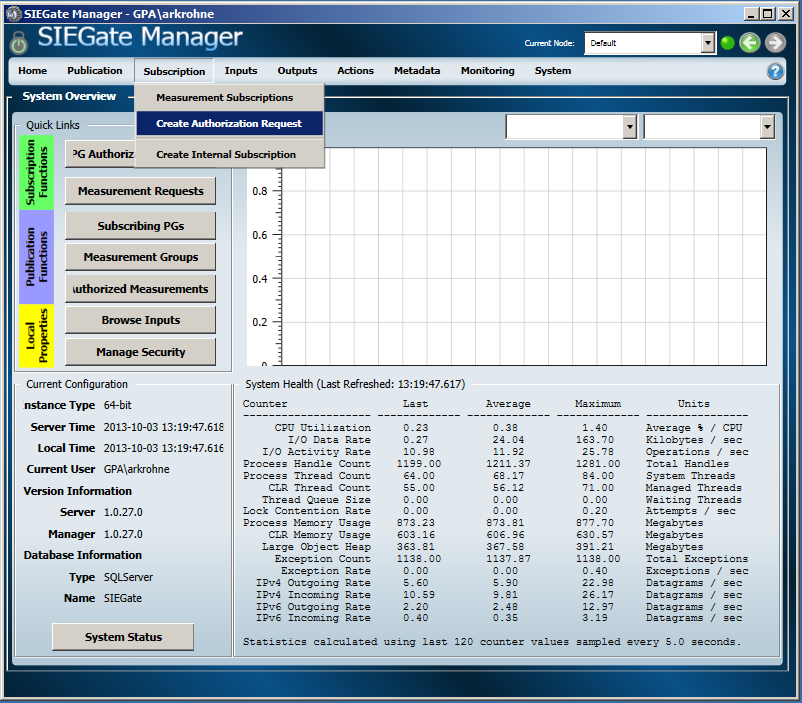 SIEGate Manager - GPA\arkrohne
SIEGate Manager
Current Node: Default
Home Publication Subscription Inputs Outputs Actions Metadata Monitoring System
Measurement Subscriptions
Create Authorization Request
Create Internal Subscription
System Overview
Quick Links
Subscription Functions
PG Authoriz
Measurement Requests
Publication Functions
Subscribing PGs
Measurement Groups
Authorized Measurements
Local Properties
Browse Inputs
Manage Security
0.8
0.6
0.4
0.2
0
Current Configuration
Instance Type 64-bit
Server Time 2013-10-03 13:19:47.618
Local Time 2013-10-03 13:19:47.616
Current User GPA\arkrohne
Version Information
Server 1.0.27.0
Manager 1.0.27.0
Database Information
Type SQLServer
Name SIEGate
System Status
System Health (Last Refreshed: 13:19:47.617)
Counter Last Average Maximum Units
CPU Utilization 0.23 0.38 1.40 Average % / CPU
I/O Data Rate 0.27 24.04 163.70 Kilobytes / sec
I/O Activity Rate 10.98 11.92 25.78 Operations / sec
Process Handle Count 1199.00 1211.37 1281.00 Total Handles
Process Thread Count 64.00 68.17 84.00 System Threads
CLR Thread Count 55.00 56.12 71.00 Managed Threads
Thread Queue Size 0.00 0.00 0.00 Waiting Threads
Lock Contention Rate 0.00 0.00 0.20 Attempts / sec
Process Memory Usage 873.23 873.81 877.70 Megabytes
CLR Memory Usage 603.16 606.96 630.57 Megabytes
Large Object Heap 363.81 367.58 391.21 Megabytes
Exception Count 1138.00 1137.87 1138.00 Total Exceptions
Exception Rate 0.00 0.00 0.40 Exceptions / sec
IPv4 Outgoing Rate 5.60 5.90 22.98 Datagrams / sec
IPv4 Incoming Rate 10.59 9.81 26.17 Datagrams / sec
IPv6 Outgoing Rate 2.20 2.48 12.97 Datagrams / sec
IPv6 Incoming Rate 0.40 0.35 3.19 Datagrams / sec
Statistics calculated using last 120 counter values sampled every 5.0 seconds.